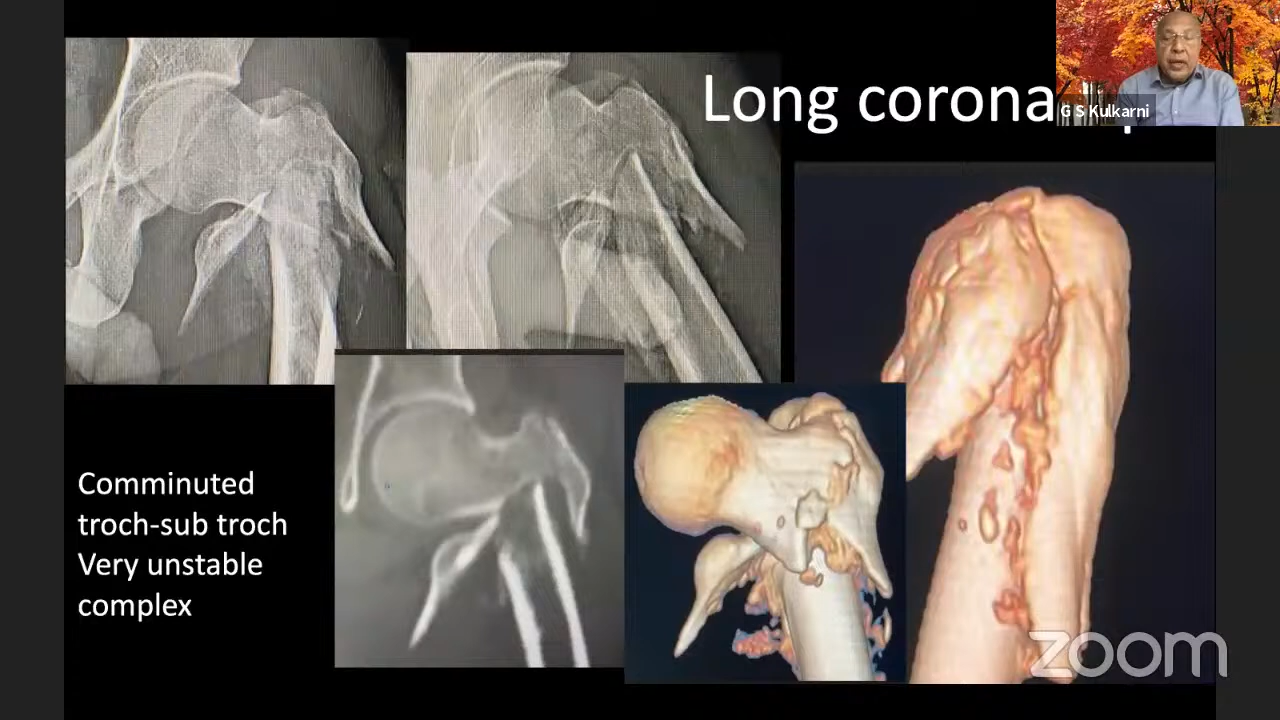 Long corona
G S Kulkarni
Comminuted
troch-sub troch
Very unstable
complex
zoom